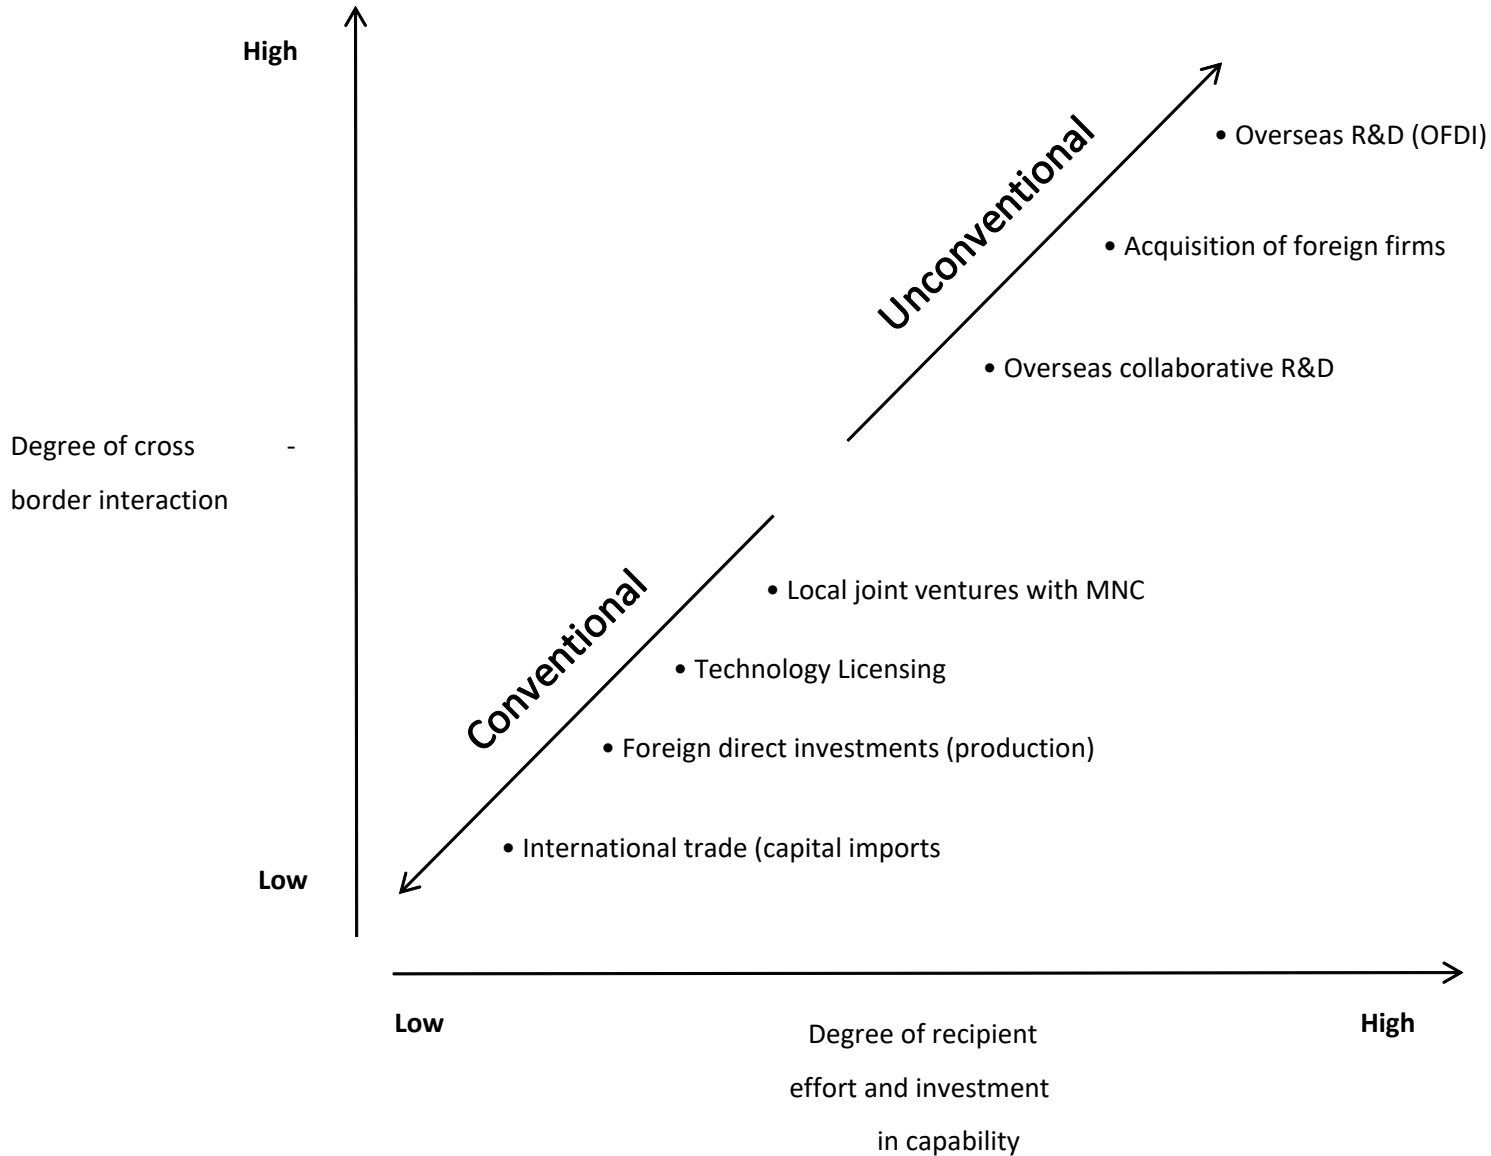 High
Unconventional
• Overseas R&D (OFDI)
• Acquisition of foreign firms
• Overseas collaborative R&D
Degree of cross -
border interaction
Conventional
• Local joint ventures with MNC
• Technology Licensing
• Foreign direct investments (production)
• International trade (capital imports
Low
Low
High
Degree of recipient
effort and investment
in capability